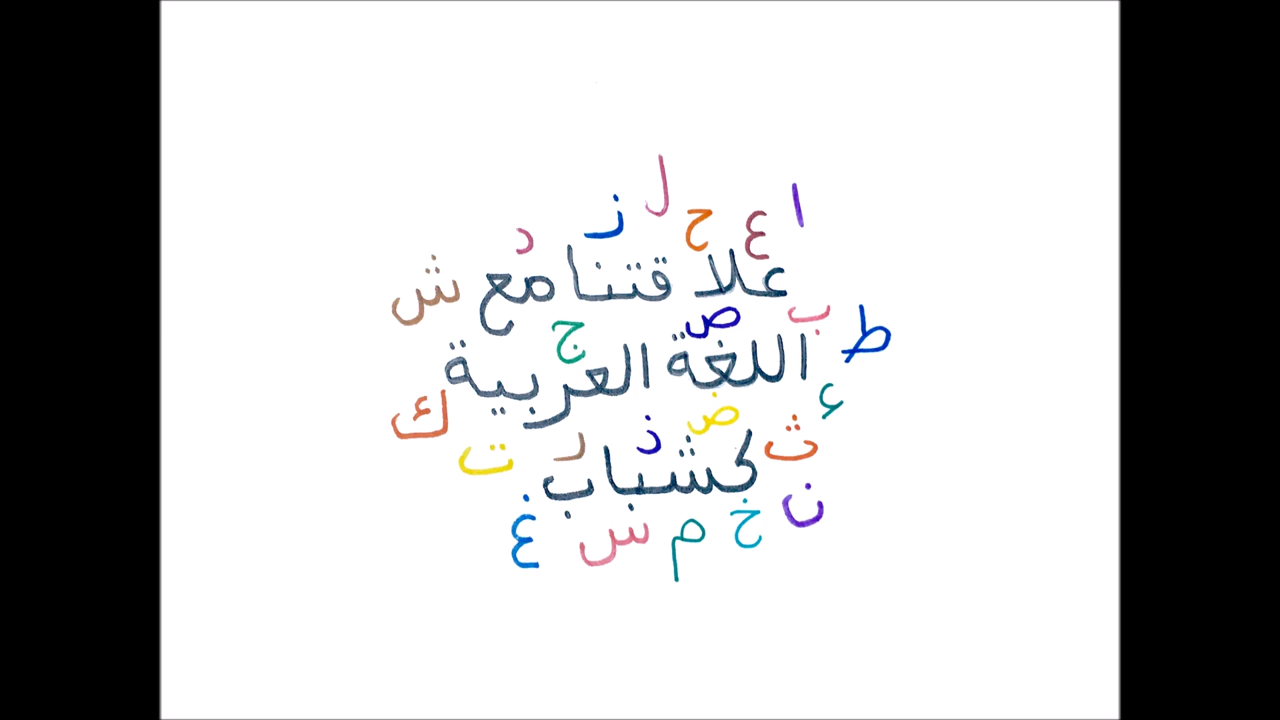 ا
ع
ح
ل
ز
د
ش
علاقتنا مع
ب
ص
ج
ط
اللغة العربية
ء
ض
ك
ث
ذ
ر
ت
كشباب
ن
خ
م
س
غ